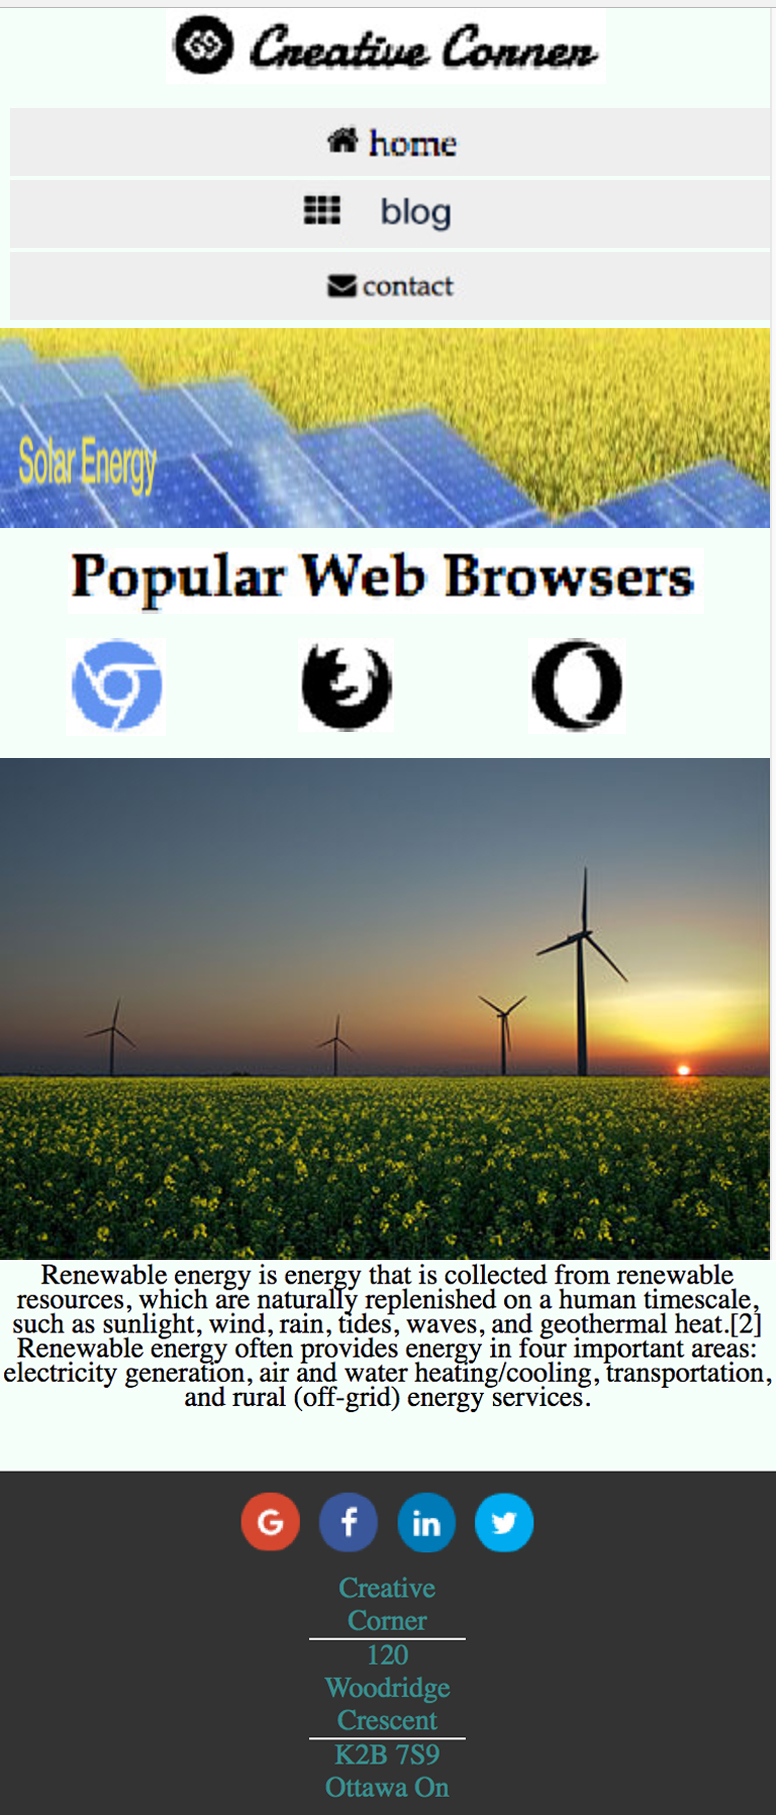 Creative Corner
home
blog
contact
Solar Energy
Popular Web Browsers
Renewable energy is energy that is collected from renewable
resources, which are naturally replenished on a human timescale,
such as sunlight, wind, rain, tides, waves, and geothermal heat.[2]
Renewable energy often provides energy in four important areas:
electricity generation, air and water heating/cooling, transportation,
and rural (off-grid) energy services.
G f in
Creative
Corner
120
Woodridge
Crescent
K2B 7S9
Ottawa On